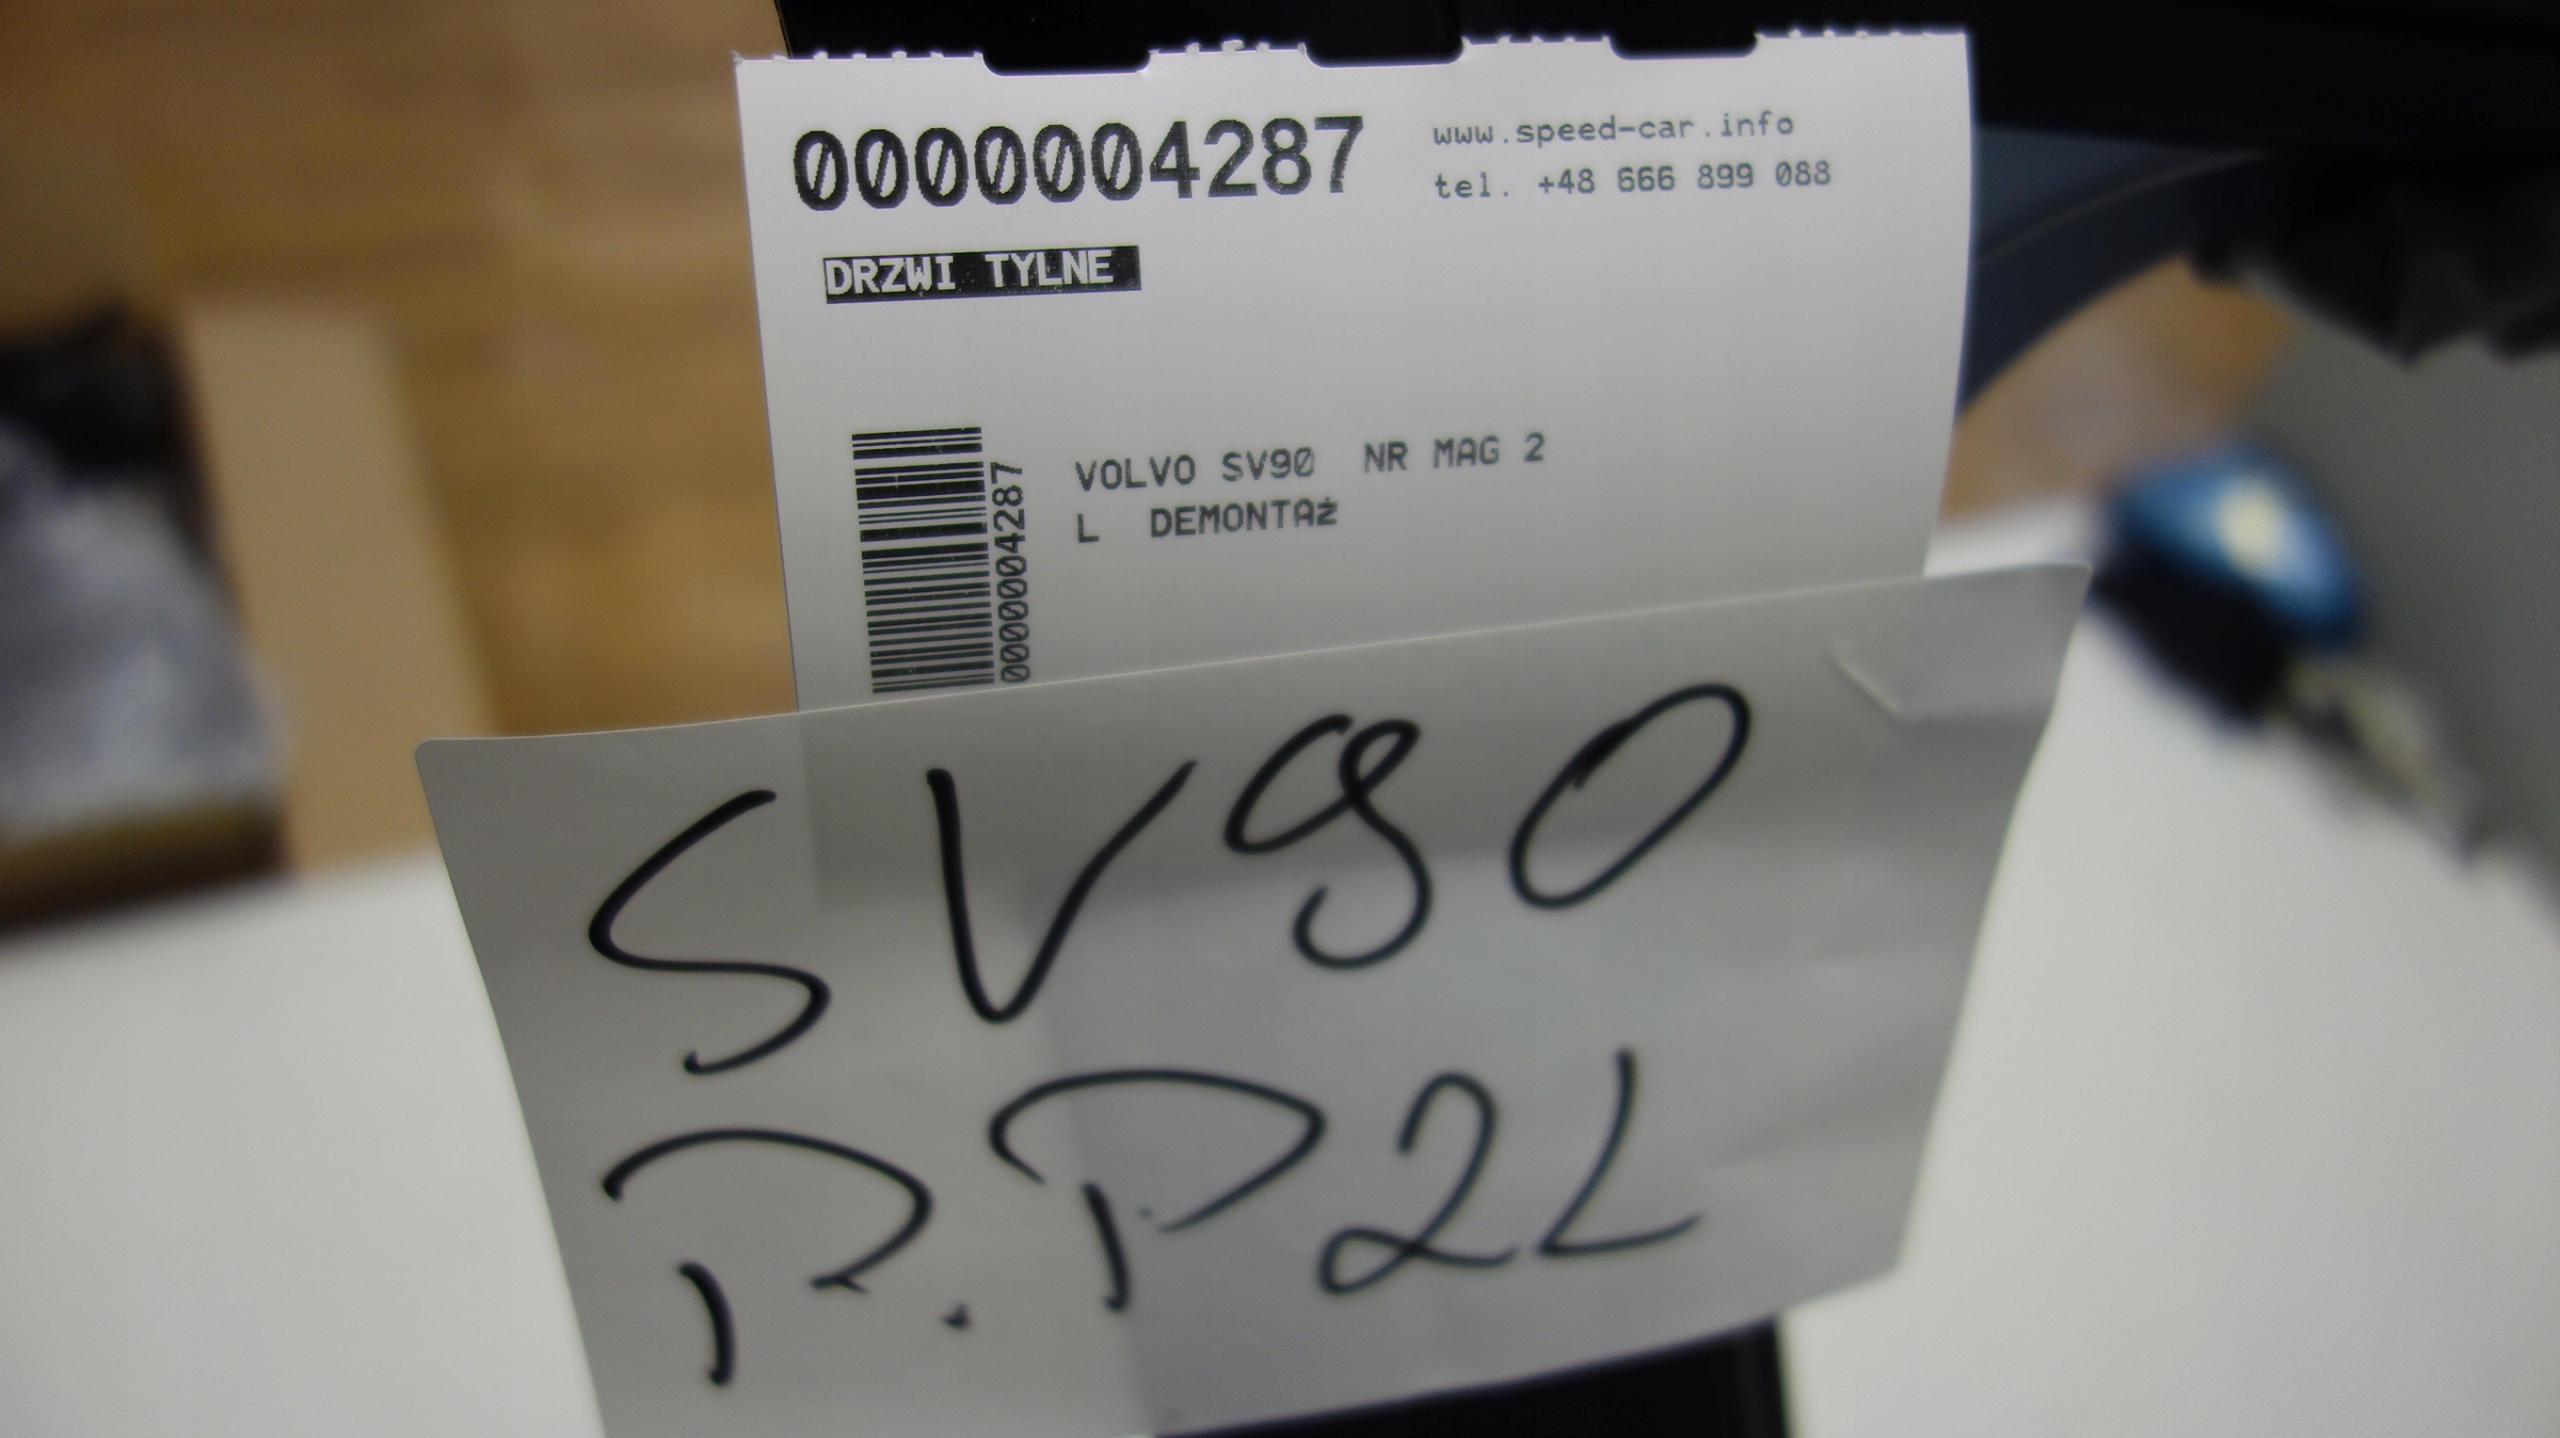 0000004287
www.speed-car.info
tel. +48 666 899 088
DRZWI TYLNE
0000004287
VOLVO SV90 NR MAG 2
L DEMONTAż
SV90
P.P2L